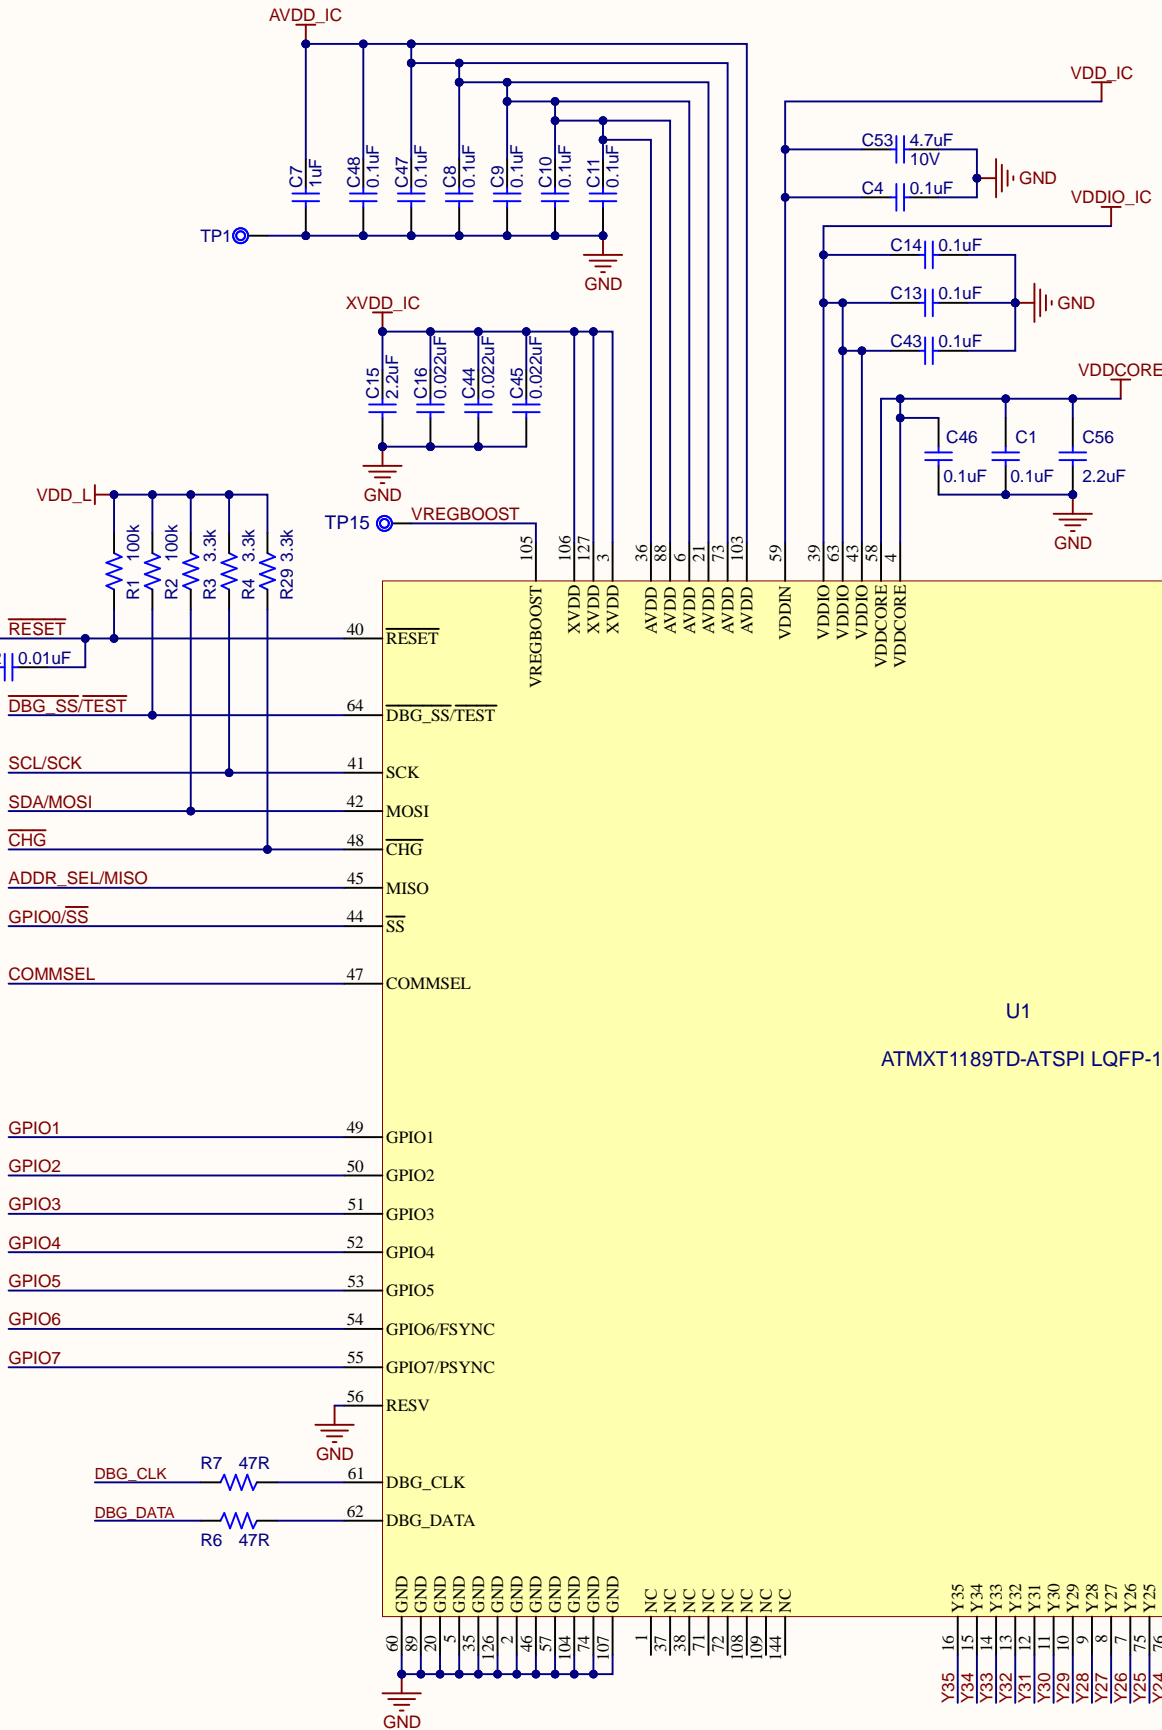 AVDD_IC
C7 1uF
C48 0.1uF
C47 0.1uF
C8 0.1uF
C9 0.1uF
C10 0.1uF
C11 0.1uF
TP1
GND
VDD_IC
C53 4.7uF
10V
C4 0.1uF
GND
VDDIO_IC
C14 0.1uF
C13 0.1uF
C43 0.1uF
GND
XVDD_IC
C15 2.2uF
C16 0.022uF
C44 0.022uF
C45 0.022uF
GND
VDDCORE
C46 0.1uF
C1 0.1uF
C56 2.2uF
GND
VDD_L
R1 100k
R2 100k
R3 3.3k
R4 3.3k
R29 3.3k
TP15 VREGBOOST
105 VREGBOOST
106 XVDD
127 XVDD
3 XVDD
36 AVDD
88 AVDD
6 AVDD
21 AVDD
73 AVDD
103 AVDD
59 VDDIN
39 VDDIO
63 VDDIO
43 VDDIO
58 VDDCORE
4 VDDCORE
RESET 40 RESET
0.01uF
DBG_SS/TEST 64 DBG_SS/TEST
SCL/SCK 41 SCK
SDA/MOSI 42 MOSI
CHG 48 CHG
ADDR_SEL/MISO 45 MISO
GPIO0/SS 44 SS
COMMSEL 47 COMMSEL
U1
ATMXT1189TD-ATSPI LQFP-1
GPIO1 49 GPIO1
GPIO2 50 GPIO2
GPIO3 51 GPIO3
GPIO4 52 GPIO4
GPIO5 53 GPIO5
GPIO6 54 GPIO6/FSYNC
GPIO7 55 GPIO7/PSYNC
56 RESV
GND
DBG_CLK R7 47R 61 DBG_CLK
DBG_DATA R6 47R 62 DBG_DATA
GND 60
GND 89
GND 20
GND 5
GND 35
GND 126
GND 2
GND 46
GND 57
GND 104
GND 74
GND 107
GND
NC 1
NC 37
NC 38
NC 71
NC 72
NC 108
NC 109
NC 144
Y35 16 Y35
Y34 15 Y34
Y33 14 Y33
Y32 13 Y32
Y31 12 Y31
Y30 11 Y30
Y29 10 Y29
Y28 9 Y28
Y27 8 Y27
Y26 7 Y26
Y25 75 Y25
76 Y24